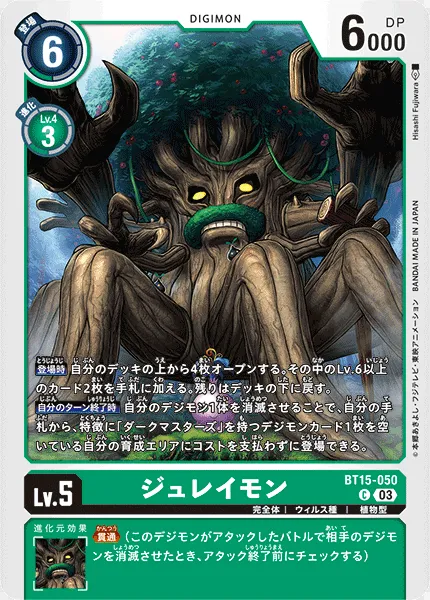 DIGIMON
登場
6
6000
DP
進化
Lv.4
3
Hisashi Fujiwara
©本郷あきよし・フジテレビ・東映アニメーション BANDAI MADE IN JAPAN
登場時 自分のデッキの上から4枚オープンする。その中のLv.6以上
のカード2枚を手札に加える。残りはデッキの下に戻す。
自分のターン終了時 自分のデジモン1体を消滅させることで、自分の手
札から、特徴に「ダークマスターズ」を持つデジモンカード1枚を空
いている自分の育成エリアにコストを支払わずに登場できる。
Lv.5
ジュレイモン
BT15-050
C 03
完全体 | ウィルス種 | 植物型
進化元効果
貫通 (このデジモンがアタックしたバトルで相手のデジモ
ンを消滅させたとき、アタック終了前にチェックする)